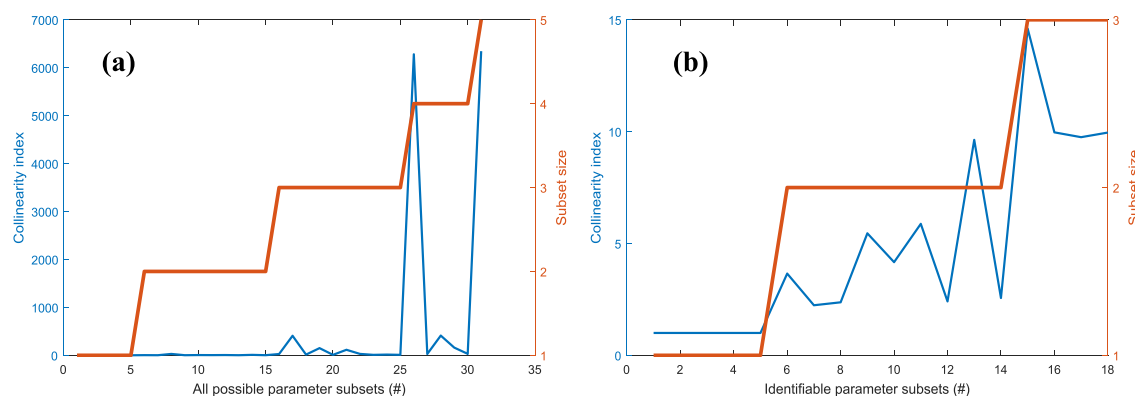 (a)
7000
6000
5000
4000
3000
2000
1000
0
Collinearity index
5
4
3
2
1
Subset size
0 5 10 15 20 25 30 35
All possible parameter subsets (#)
(b)
15
10
5
0
Collinearity index
3
2
1
Subset size
0 2 4 6 8 10 12 14 16 18
Identifiable parameter subsets (#)